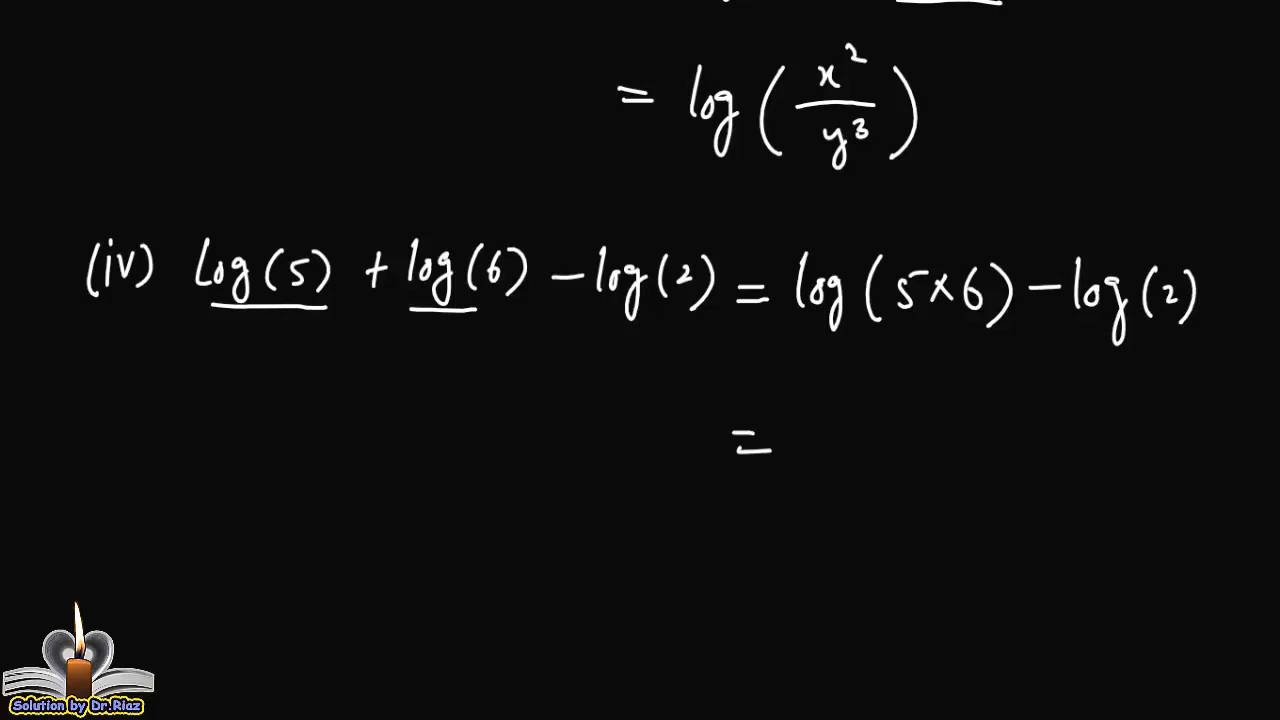 = log ( x² / y³ )
(iv) log(5) + log(6) − log(2) = log(5×6) − log(2)
=
Solution by Dr.Riaz